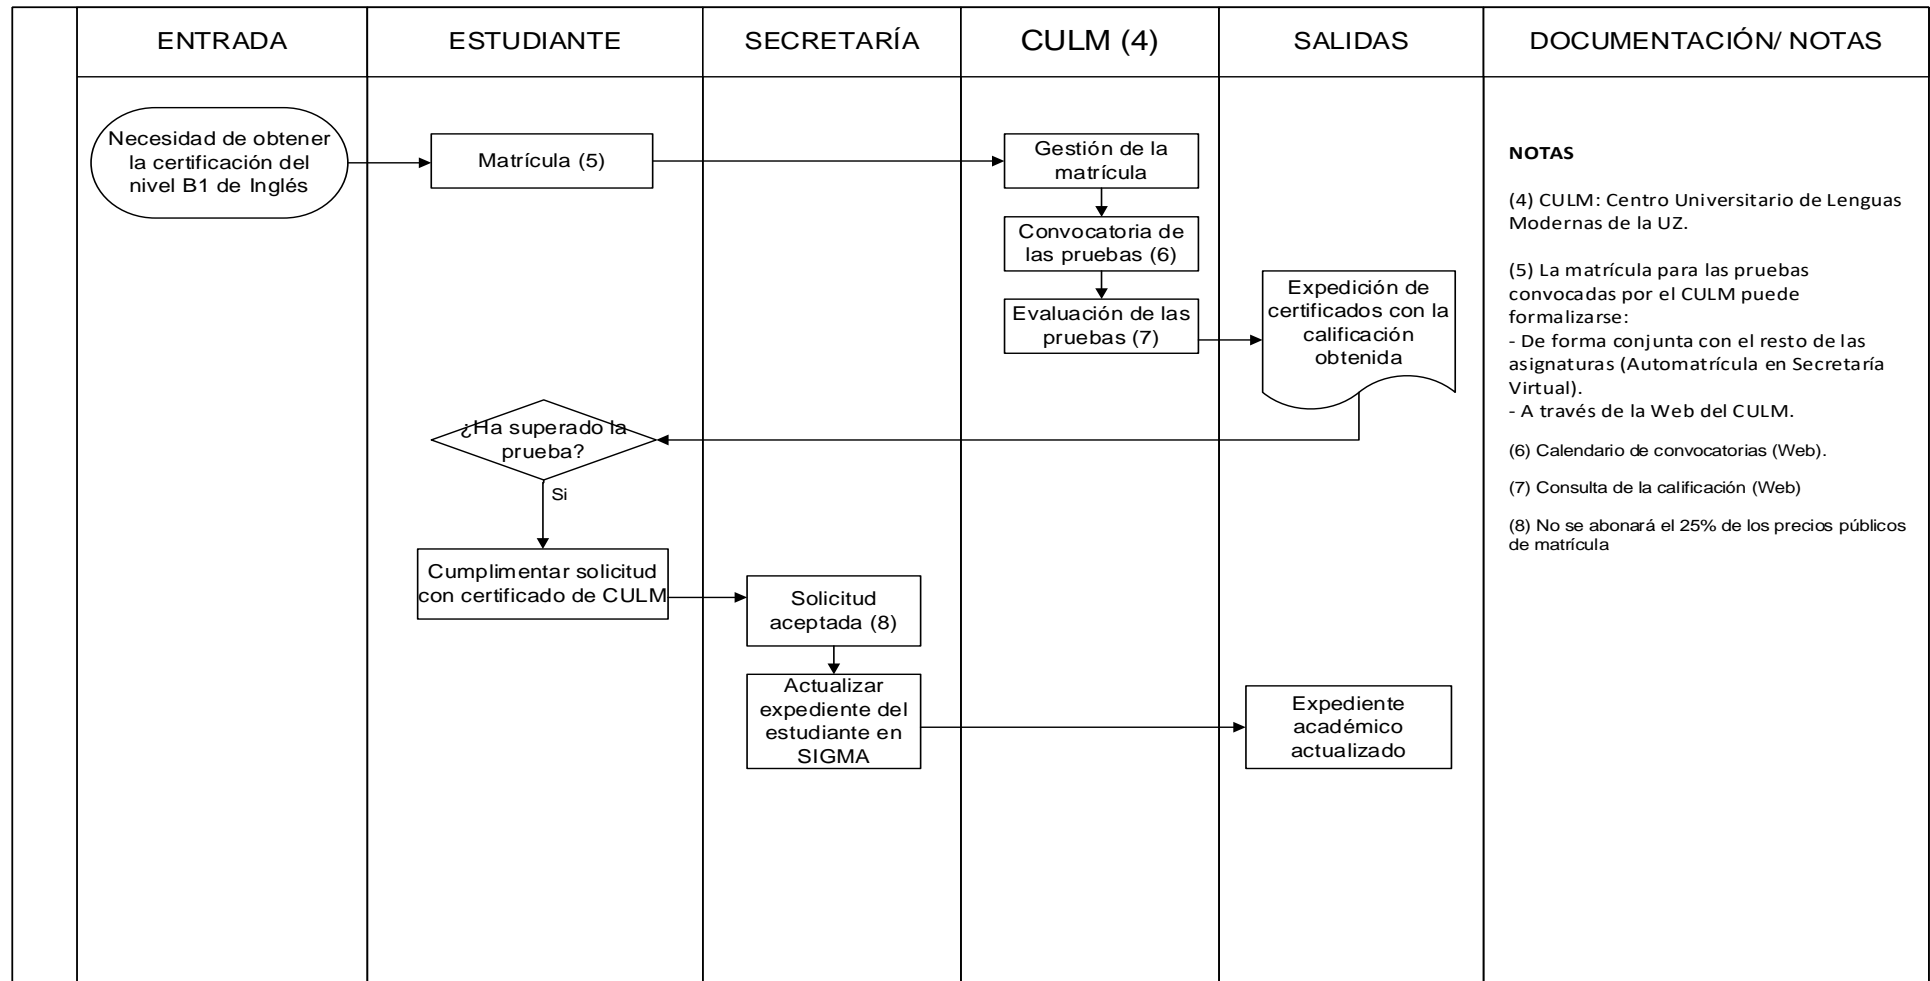 ENTRADA
ESTUDIANTE
SECRETARÍA
CULM (4)
SALIDAS
DOCUMENTACIÓN/ NOTAS
Necesidad de obtener
la certificación del
nivel B1 de Inglés
Matrícula (5)
Gestión de la
matrícula
Convocatoria de
las pruebas (6)
Evaluación de las
pruebas (7)
Expedición de
certificados con la
calificación
obtenida
¿Ha superado la
prueba?
Si
Cumplimentar solicitud
con certificado de CULM
Solicitud
aceptada (8)
Actualizar
expediente del
estudiante en
SIGMA
Expediente
académico
actualizado
NOTAS
(4) CULM: Centro Universitario de Lenguas
Modernas de la UZ.
(5) La matrícula para las pruebas
convocadas por el CULM puede
formalizarse:
- De forma conjunta con el resto de las
asignaturas (Automatrícula en Secretaría
Virtual).
- A través de la Web del CULM.
(6) Calendario de convocatorias (Web).
(7) Consulta de la calificación (Web)
(8) No se abonará el 25% de los precios públicos
de matrícula